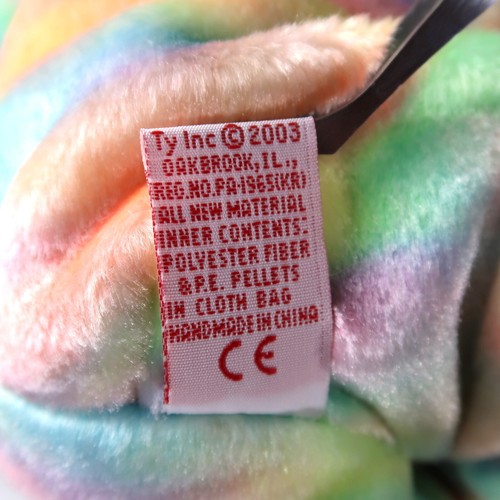 Ty Inc © 2003
OAKBROOK, IL.,
REG.NO.PA·1965(KR)
ALL NEW MATERIAL
INNER CONTENTS:
POLYESTER FIBER
& P.E. PELLETS
IN CLOTH BAG
HANDMADE IN CHINA
CE